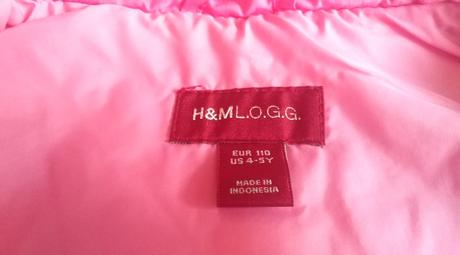 H&M L.O.G.G.
EUR 110
US 4-5Y
MADE IN
INDONESIA